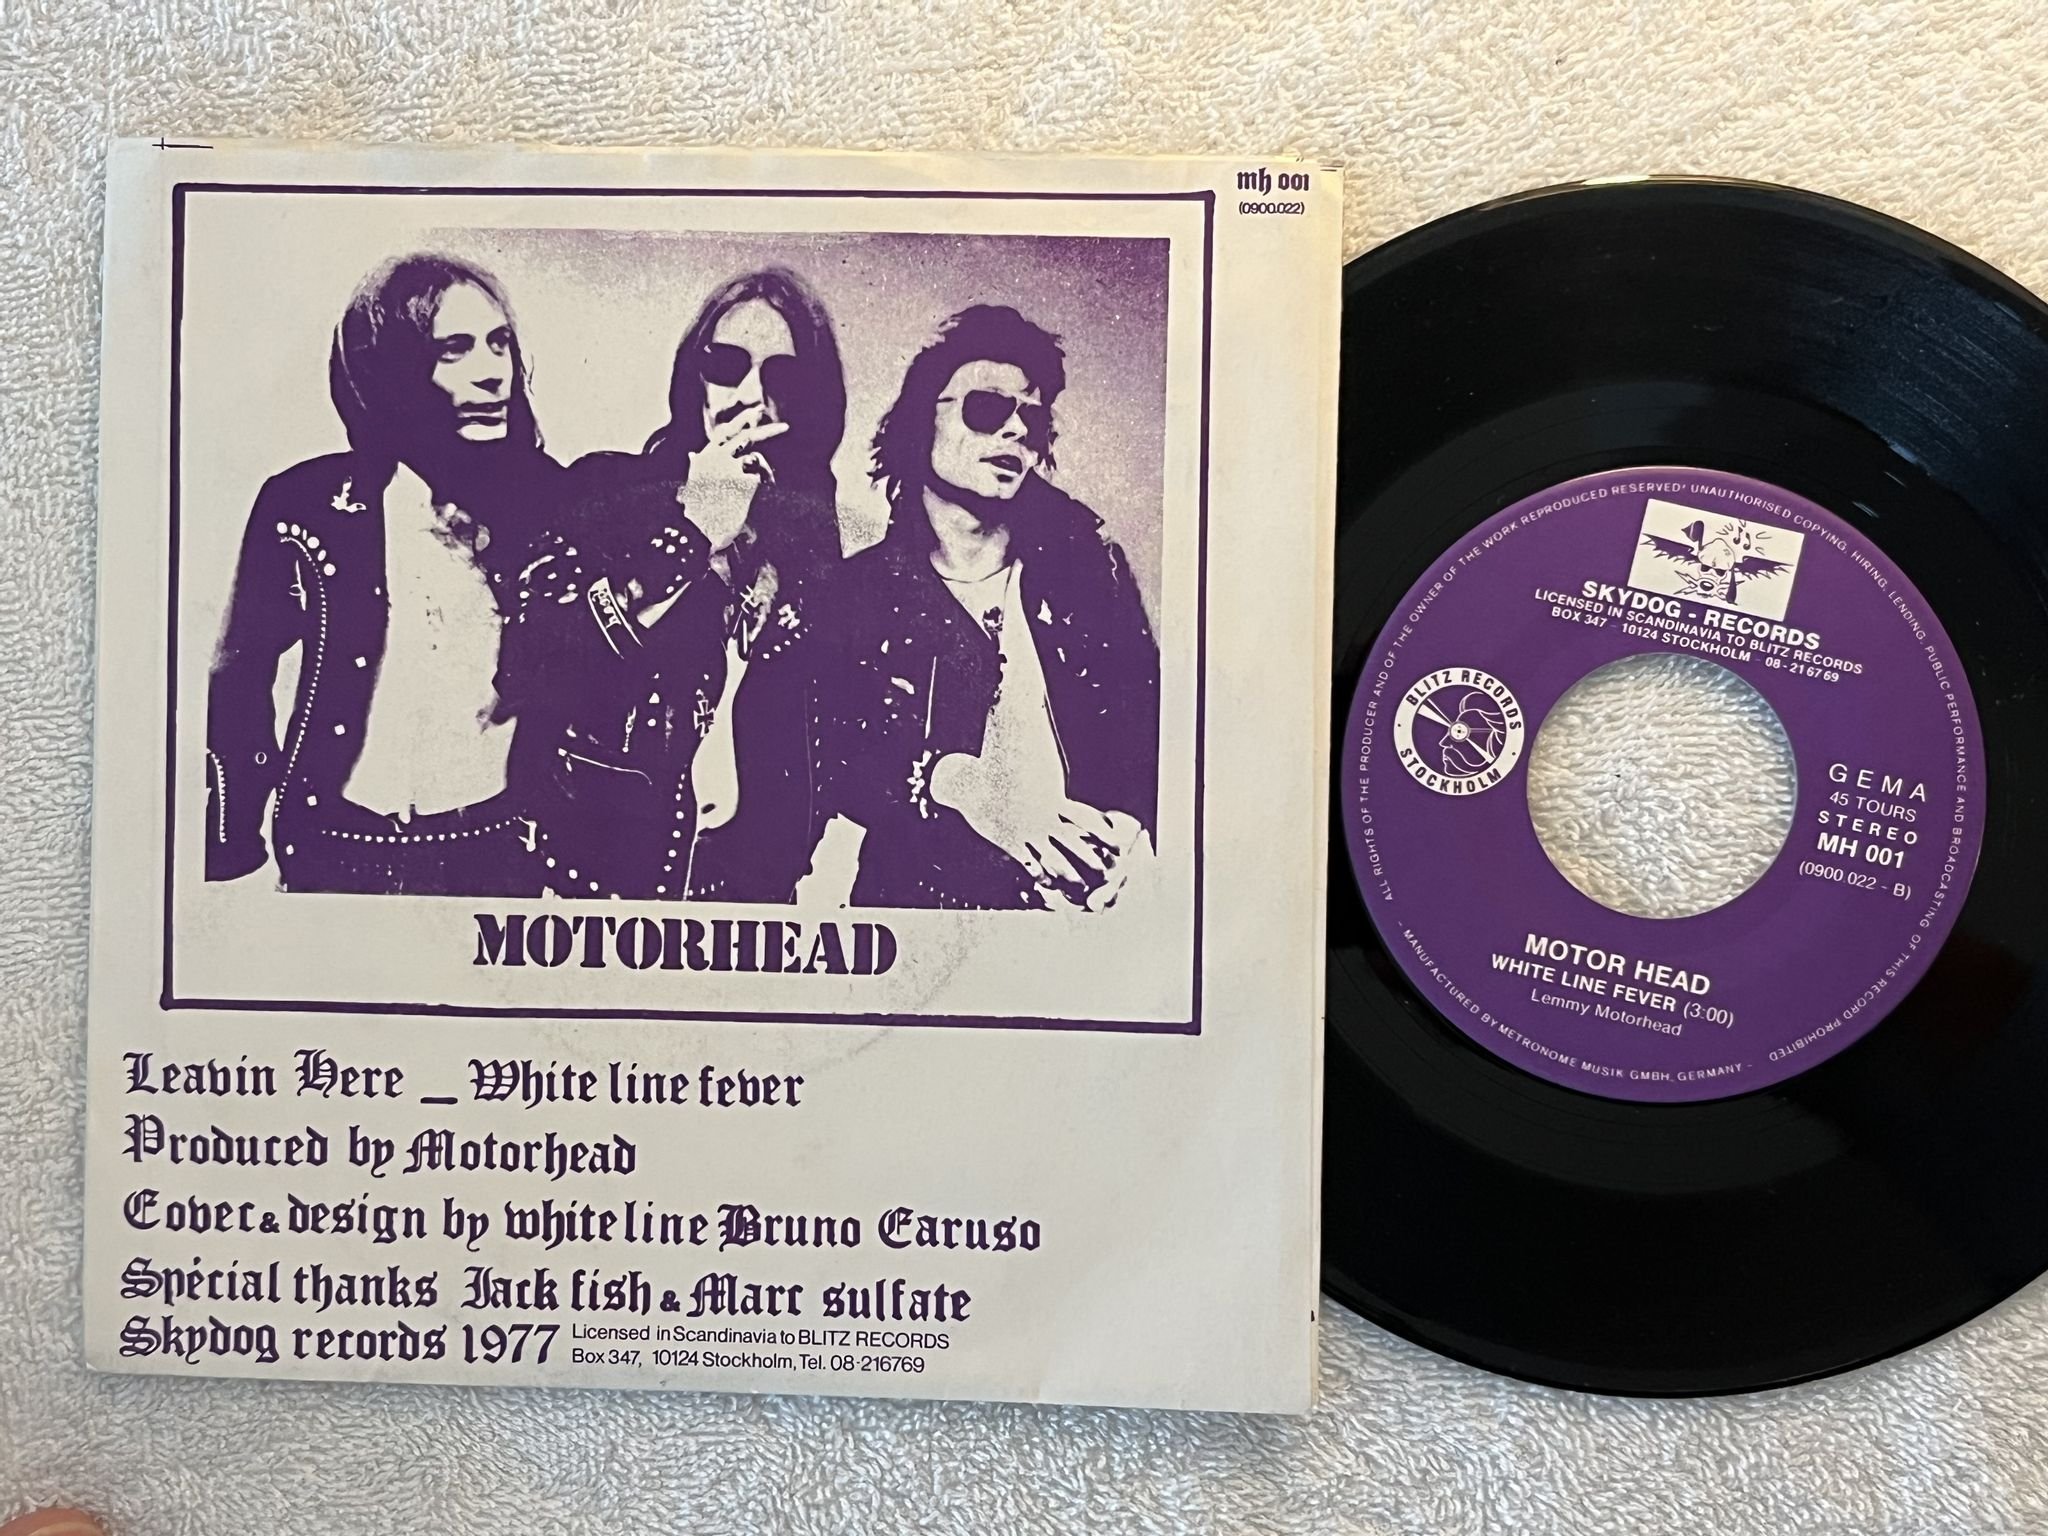 mh 001
(0900.022)
MOTORHEAD
Leavin Here _ White line fever
Produced by Motorhead
Cover & design by white line Bruno Caruso
Spécial thanks Jack fish & Marc sulfate
Skydog records 1977
Licensed in Scandinavia to BLITZ RECORDS
Box 347, 10124 Stockholm, Tel. 08-216769
ALL RIGHTS OF THE PRODUCER AND OF THE OWNER OF THE WORK REPRODUCED RESERVED' UNAUTHORISED COPYING, HIRING, LENDING, PUBLIC PERFORMANCE AND BROADCASTING OF THIS RECORD PROHIBITED
- MANUFACTURED BY METRONOME MUSIK GMBH, GERMANY -
SKYDOG - RECORDS
LICENSED IN SCANDINAVIA TO BLITZ RECORDS
BOX 347 - 10124 STOCKHOLM - 08-216769
BLITZ RECORDS
· STOCKHOLM ·
GEMA
45 TOURS
STEREO
MH 001
(0900.022 - B)
MOTOR HEAD
WHITE LINE FEVER (3:00)
Lemmy Motorhead